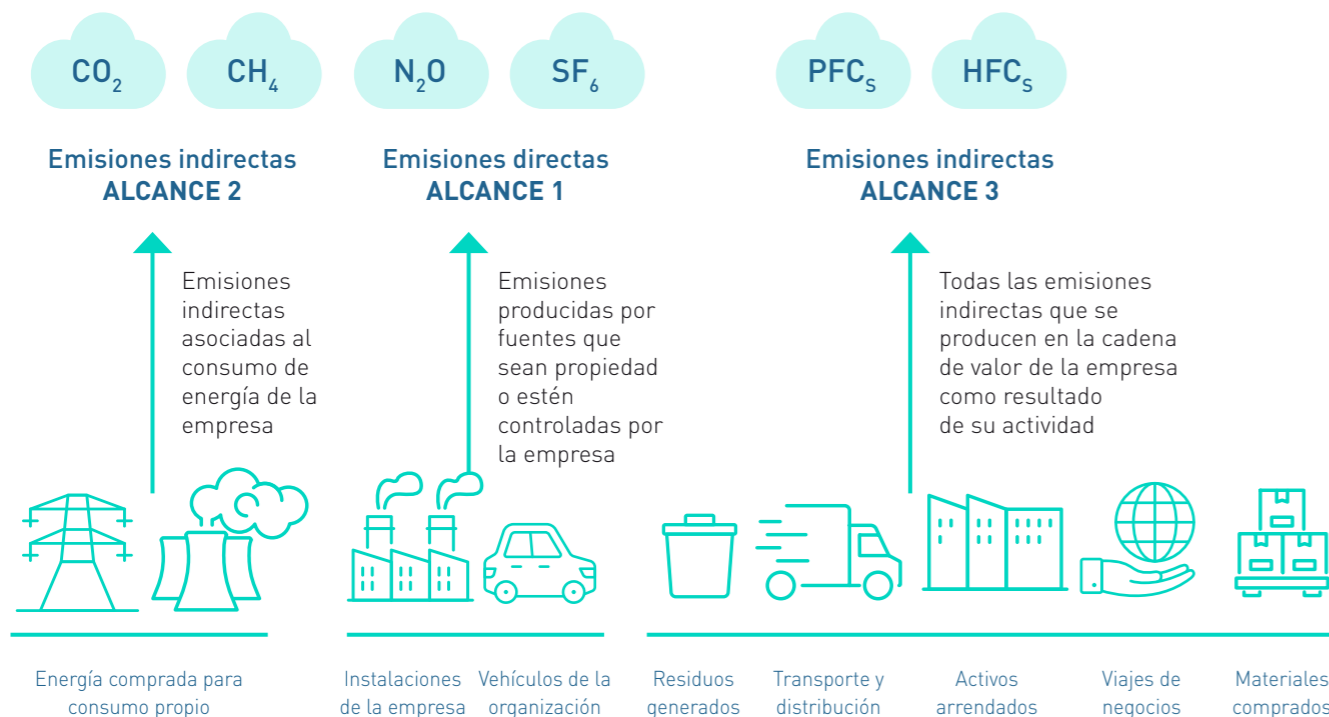 CO₂
CH₄
N₂O
SF₆
PFCₛ
HFCₛ
Emisiones indirectas
ALCANCE 2
Emisiones directas
ALCANCE 1
Emisiones indirectas
ALCANCE 3
Emisiones
indirectas
asociadas al
consumo de
energía de la
empresa
Emisiones
producidas por
fuentes que
sean propiedad
o estén
controladas por
la empresa
Todas las emisiones
indirectas que se
producen en la cadena
de valor de la empresa
como resultado
de su actividad
Energía comprada para
consumo propio
Instalaciones
de la empresa
Vehículos de la
organización
Residuos
generados
Transporte y
distribución
Activos
arrendados
Viajes de
negocios
Materiales
comprados